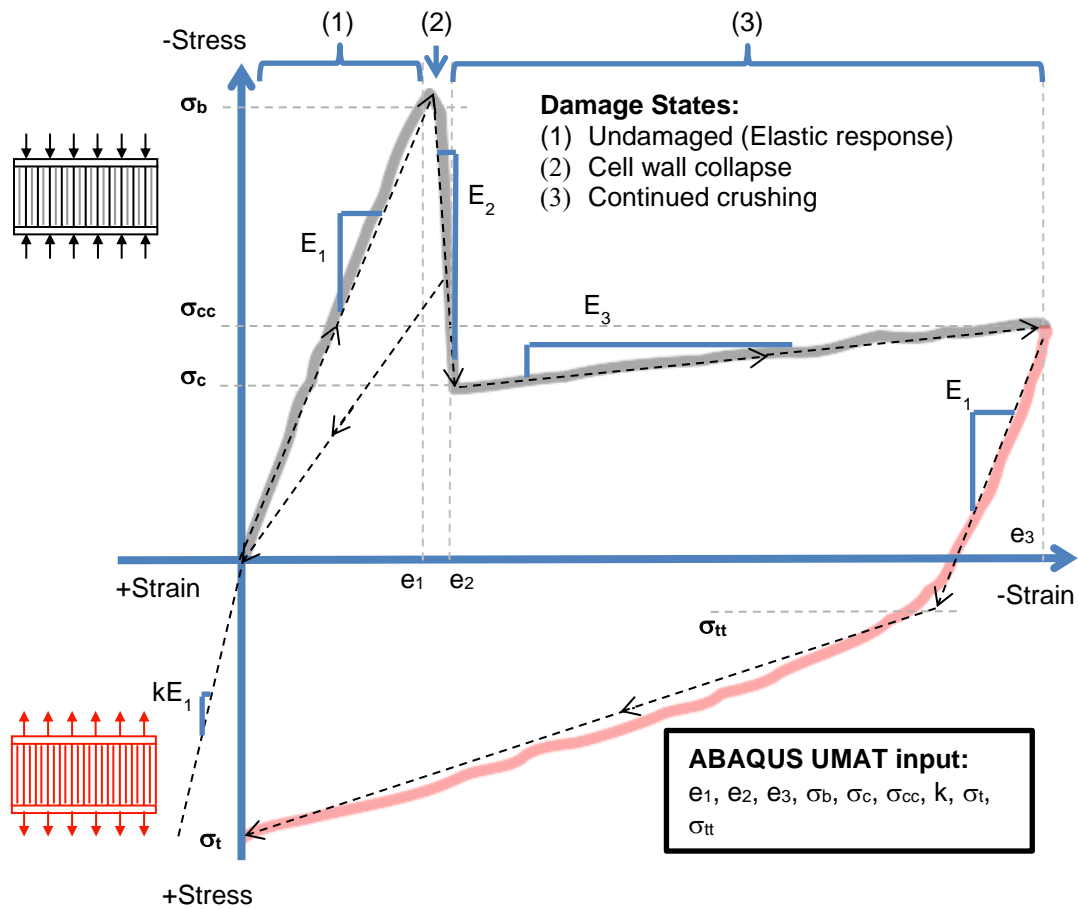 (1)
(2)
(3)
-Stress
σb
Damage States:
(1) Undamaged (Elastic response)
(2) Cell wall collapse
(3) Continued crushing
E2
E1
σcc
E3
σc
E1
e3
e1
e2
+Strain
-Strain
σtt
kE1
ABAQUS UMAT input:
e1, e2, e3, σb, σc, σcc, k, σt,
σtt
σt
+Stress